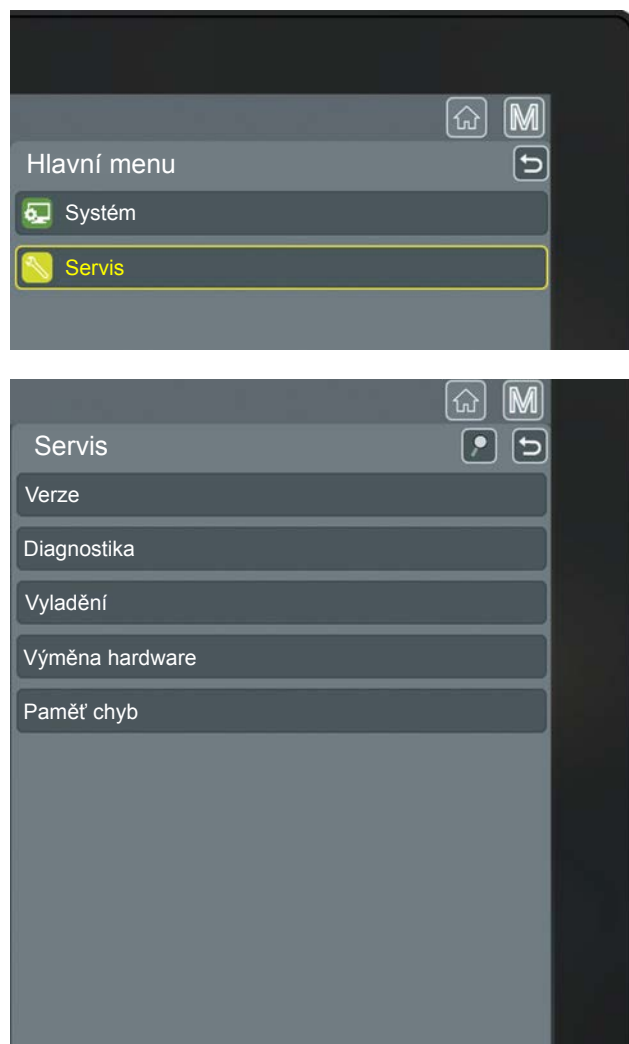 M
Hlavní menu
Systém
Servis
M
Servis
Verze
Diagnostika
Vyladění
Výměna hardware
Paměť chyb